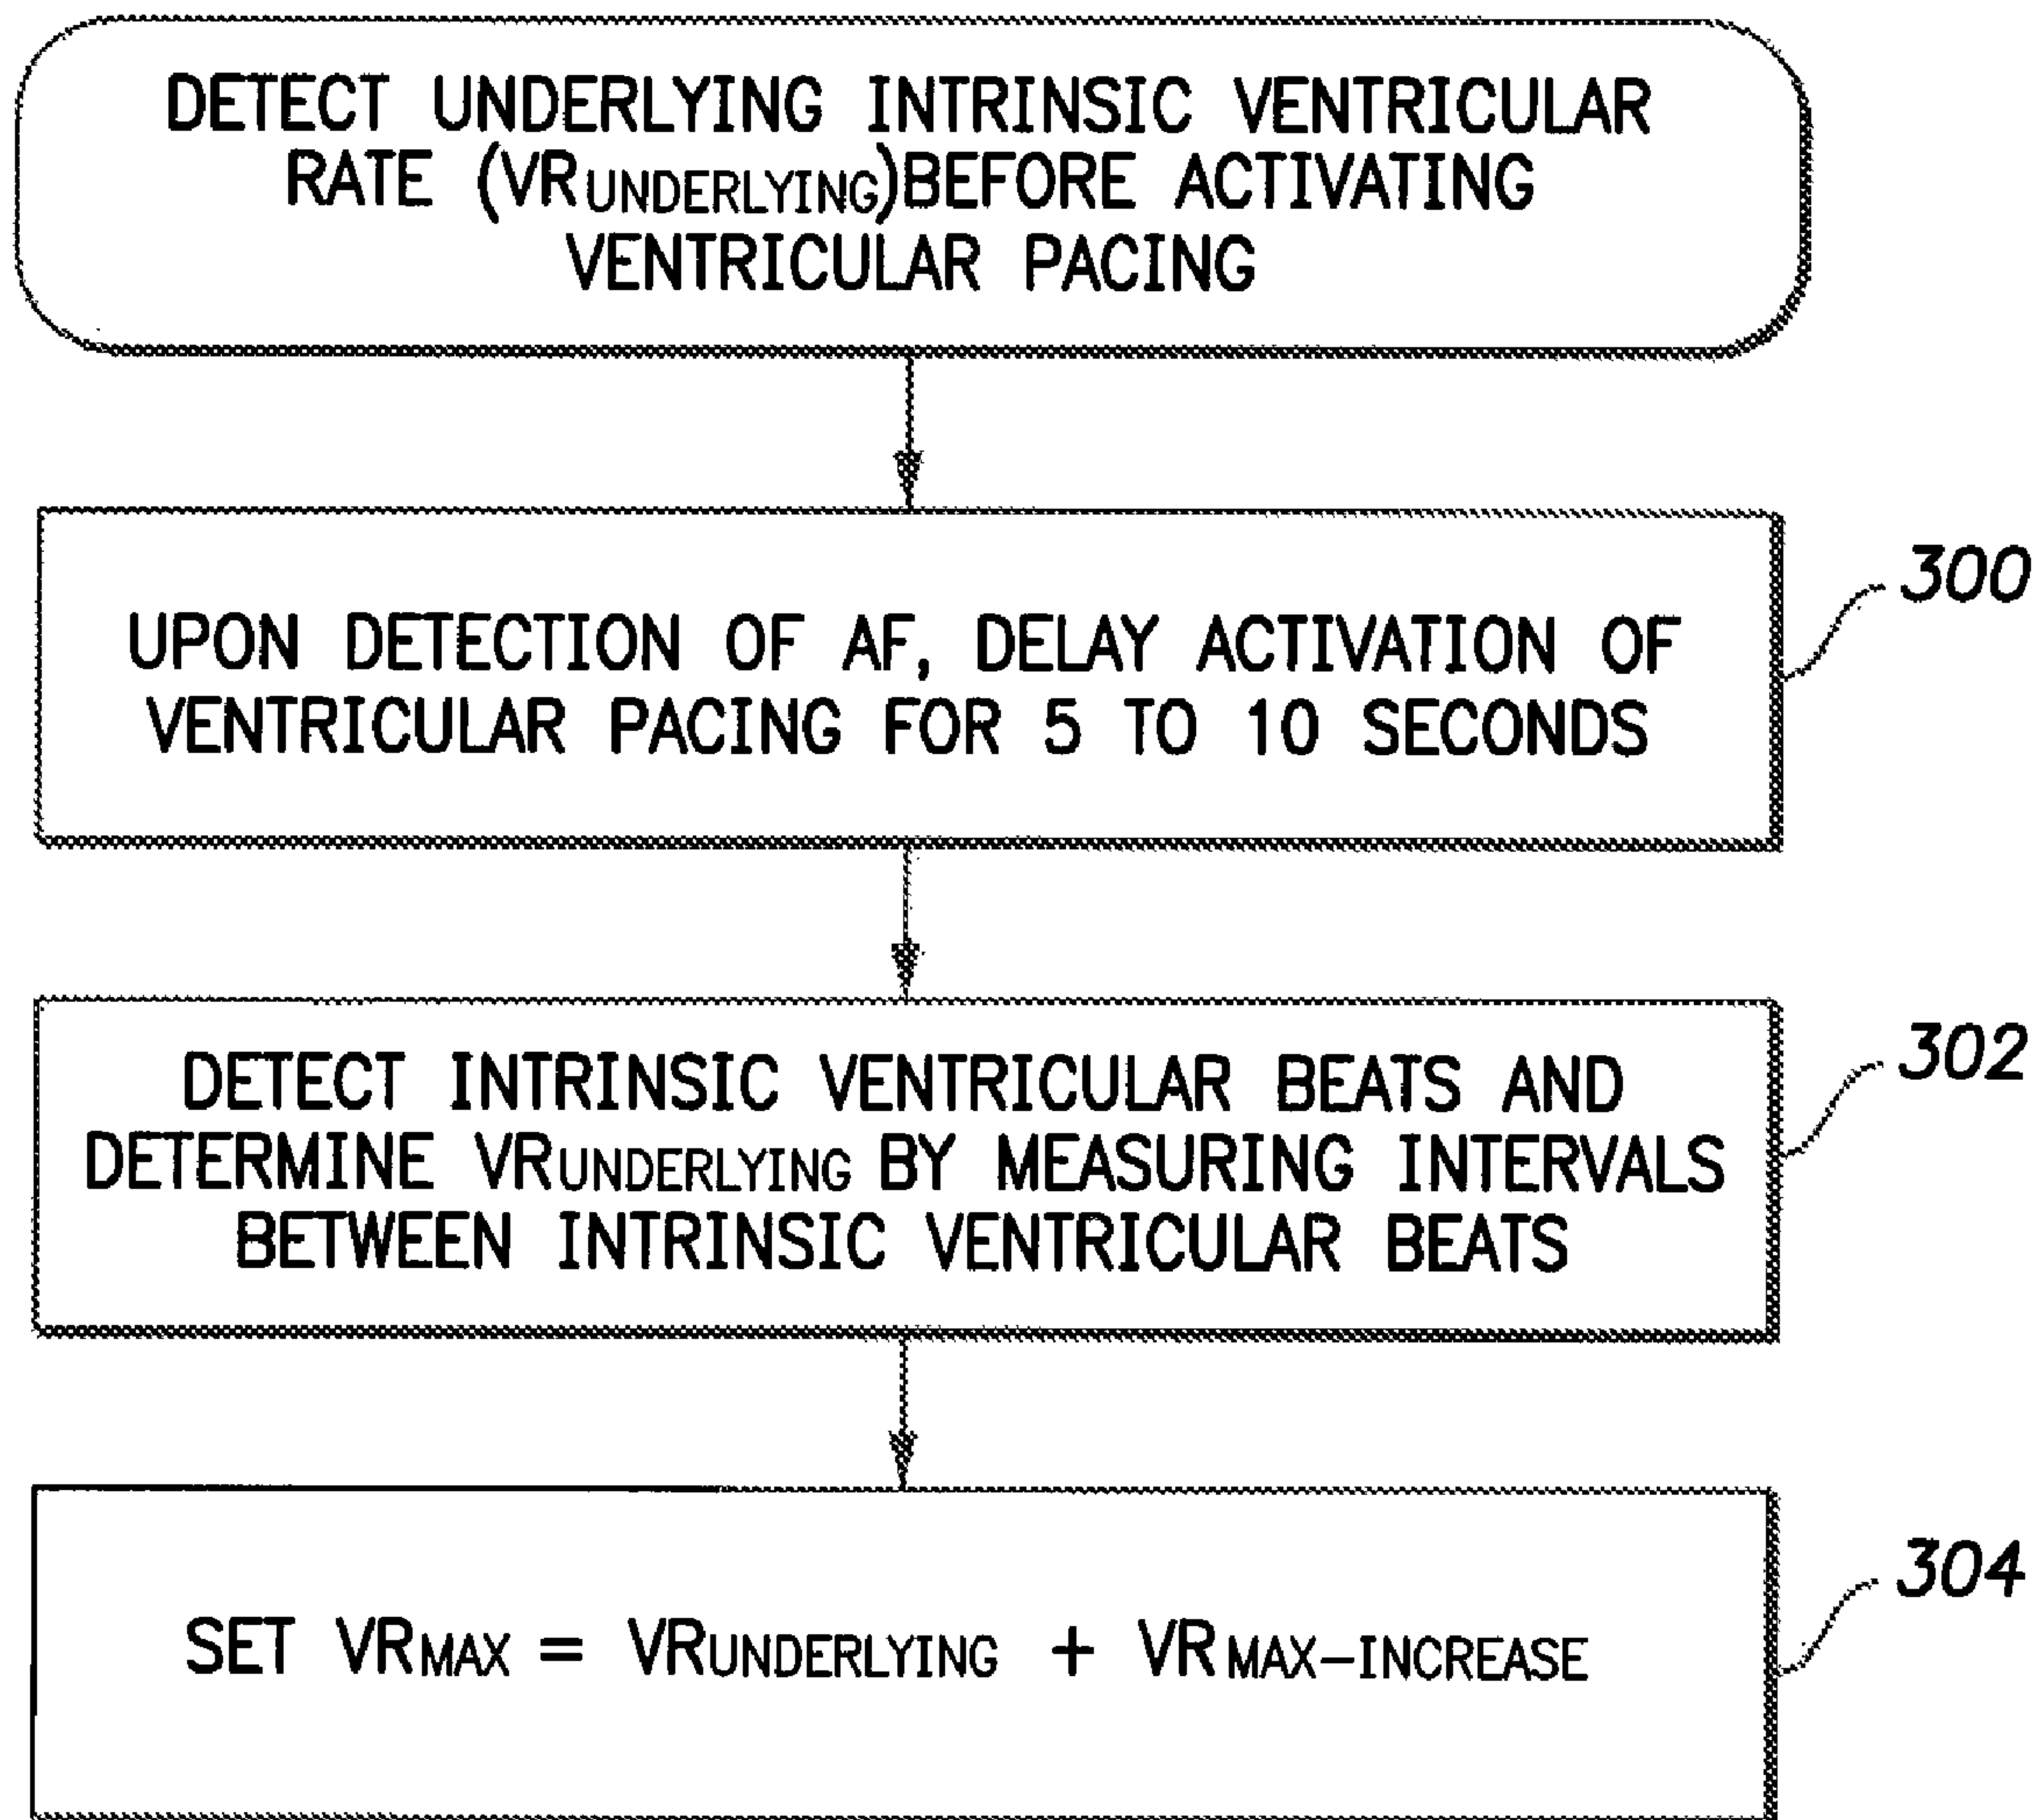 DETECT UNDERLYING INTRINSIC VENTRICULAR
RATE (VRUNDERLYING)BEFORE ACTIVATING
VENTRICULAR PACING
300
UPON DETECTION OF AF, DELAY ACTIVATION OF
VENTRICULAR PACING FOR 5 TO 10 SECONDS
302
DETECT INTRINSIC VENTRICULAR BEATS AND
DETERMINE VRUNDERLYING BY MEASURING INTERVALS
BETWEEN INTRINSIC VENTRICULAR BEATS
304
SET VRMAX = VRUNDERLYING + VRMAX-INCREASE